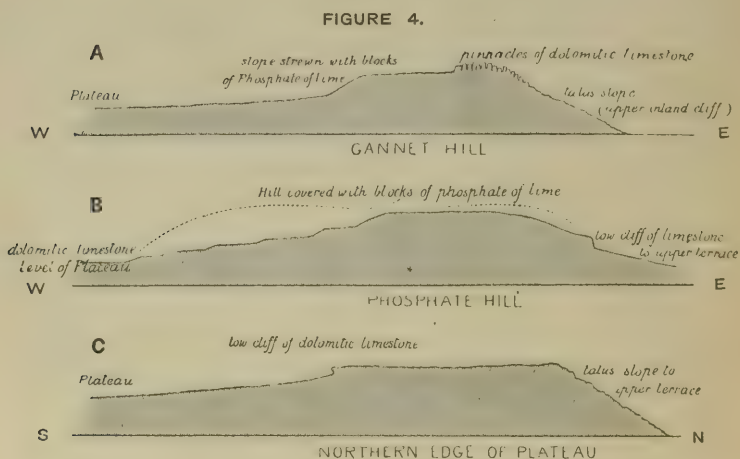 FIGURE 4.
A
slope strewn with blocks
of Phosphate of lime
pinnacles of dolomitic limestone
Plateau
talus slope
(upper inland cliff)
W
E
GANNET HILL
B
Hill covered with blocks of phosphate of lime
dolomitic limestone
Level of Plateau
low cliff of limestone
to upper terrace
W
E
PHOSPHATE HILL
C
low cliff of dolomitic limestone
Plateau
talus slope to
upper terrace
S
N
NORTHERN EDGE OF PLATEAU